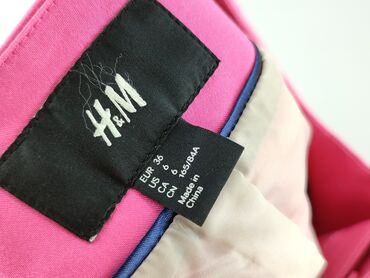 H&M
EUR 36
US 6
CA 6
CN 165/84A
Made in
China